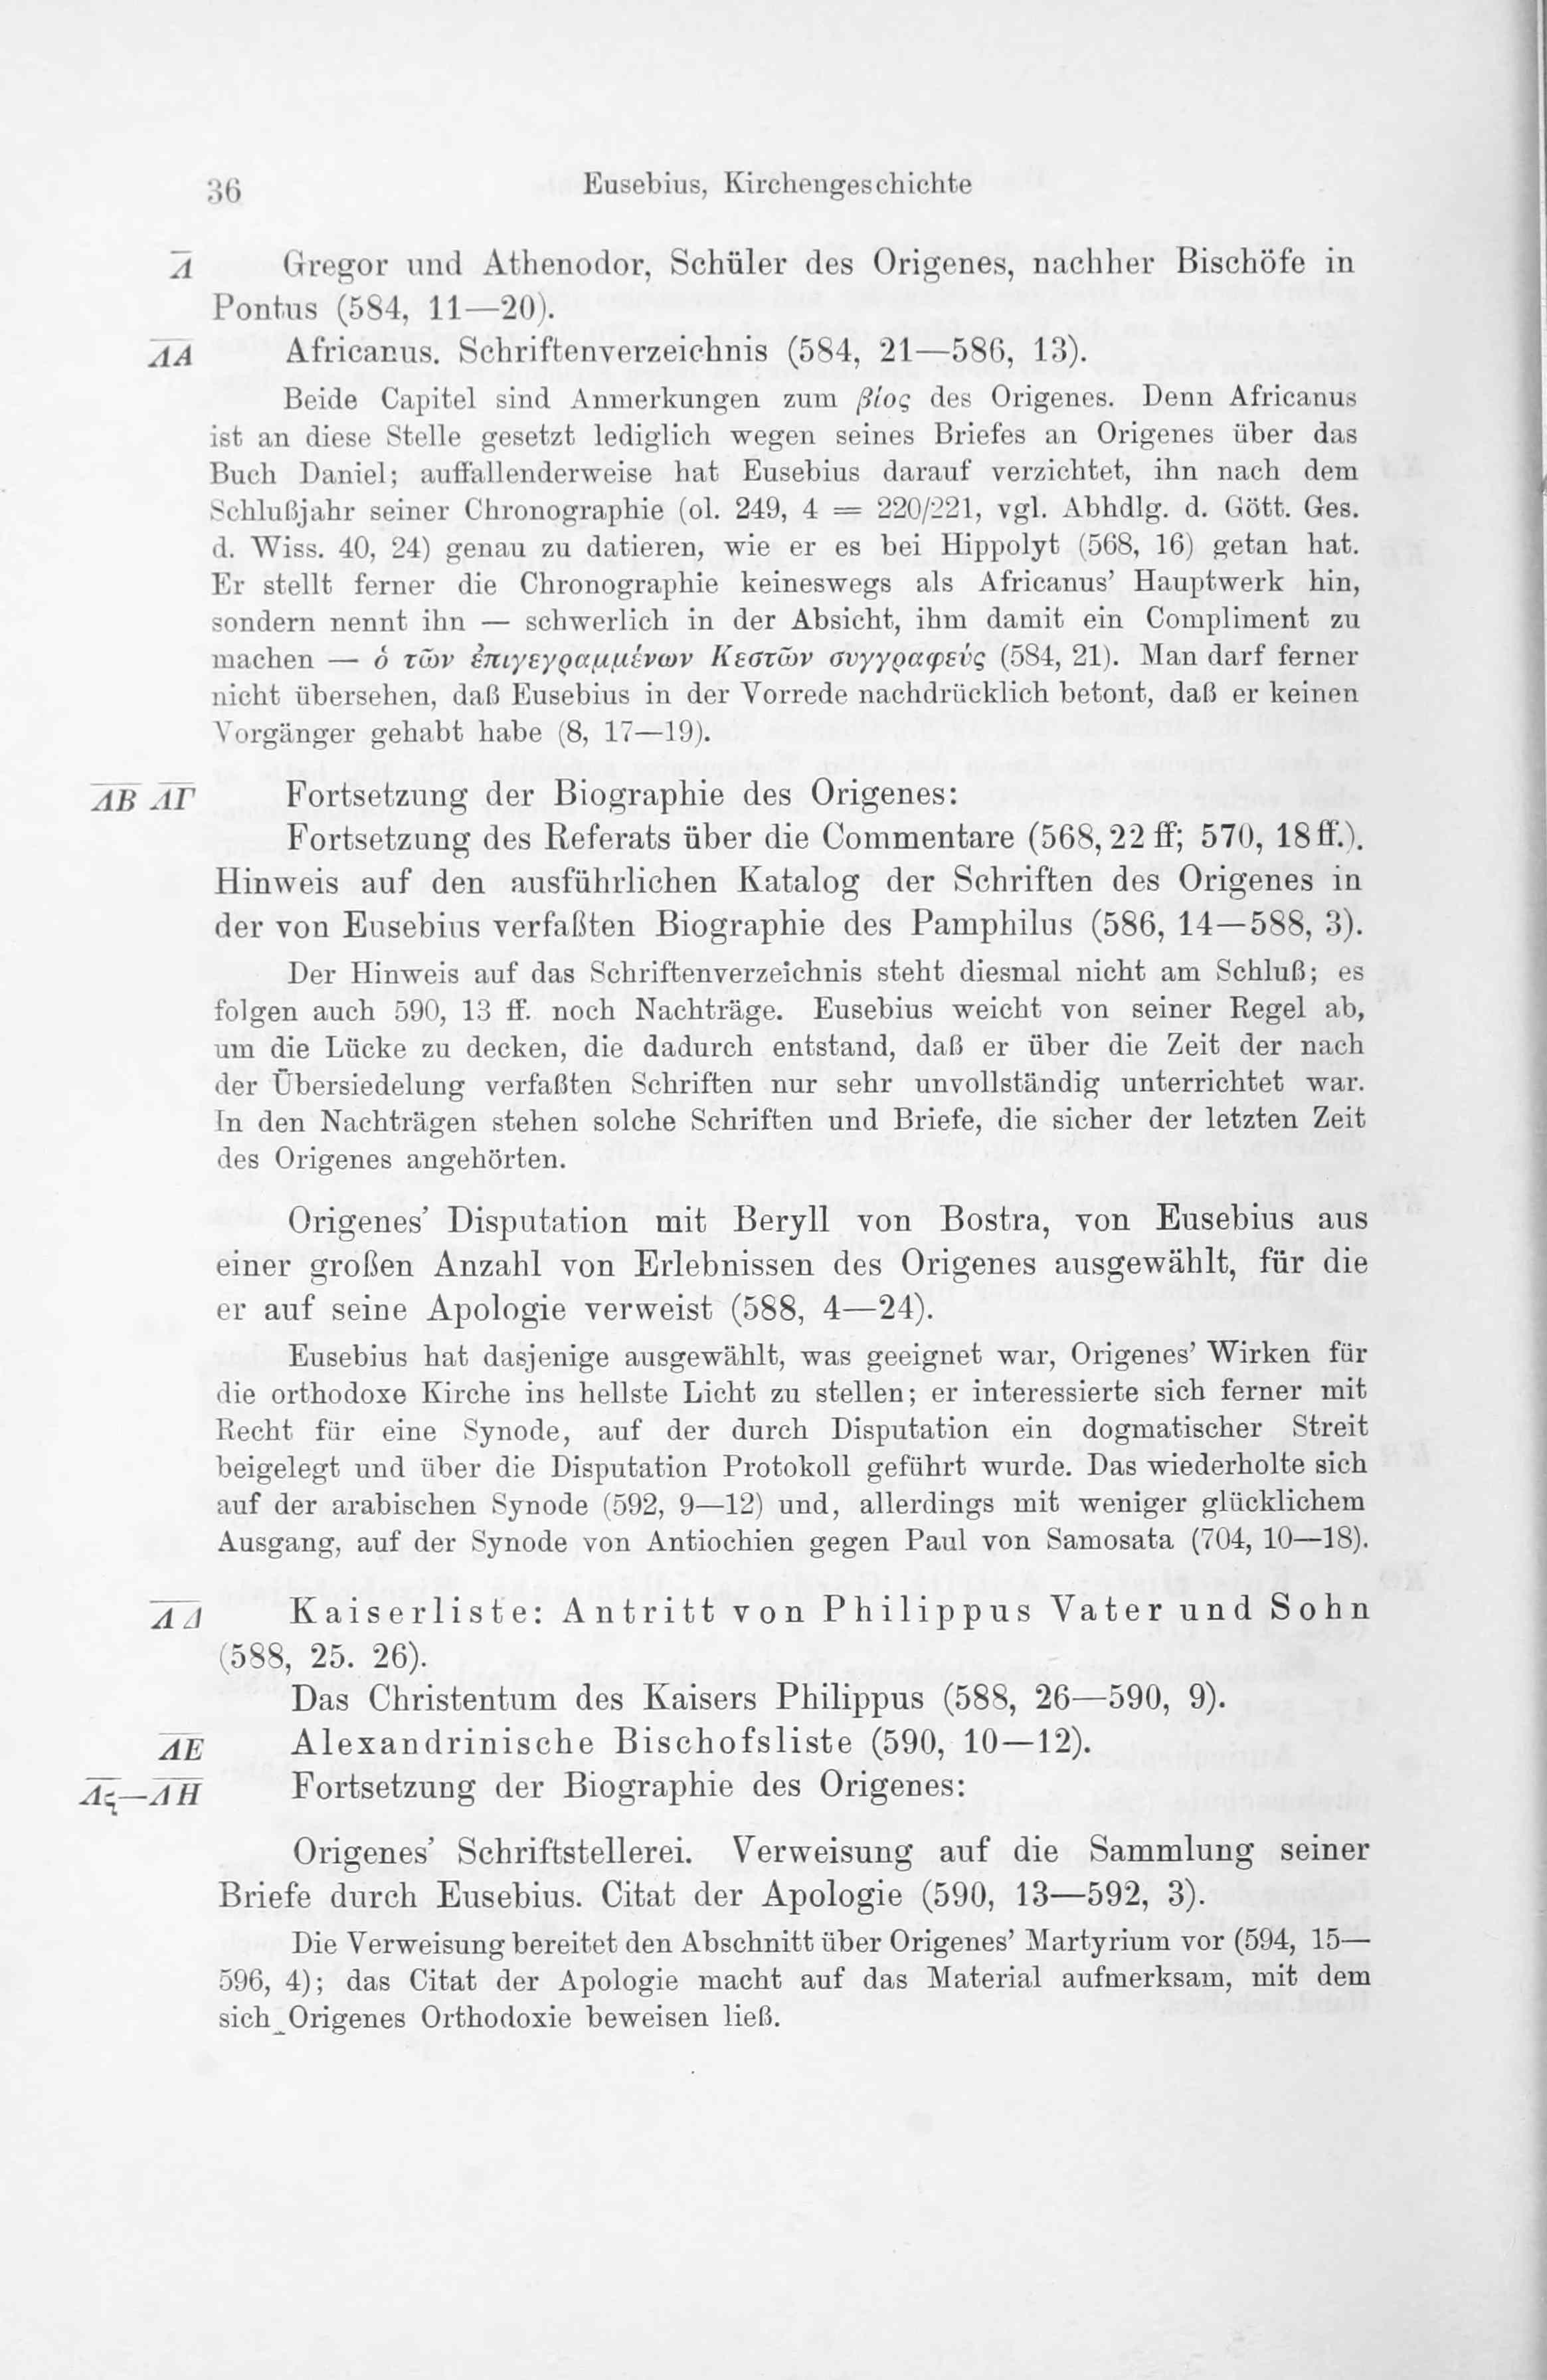 36 Eusebius, Kirchengeschichte
Λ̅ Gregor und Athenodor, Schüler des Origenes, nachher Bischöfe in
Pontus (584, 11—20).
Λ̅Α̅ Africanus. Schriftenverzeichnis (584, 21—586, 13).
Beide Capitel sind Anmerkungen zum βίος des Origenes. Denn Africanus
ist an diese Stelle gesetzt lediglich wegen seines Briefes an Origenes über das
Buch Daniel; auffallenderweise hat Eusebius darauf verzichtet, ihn nach dem
Schlußjahr seiner Chronographie (ol. 249, 4 = 220/221, vgl. Abhdlg. d. Gött. Ges.
d. Wiss. 40, 24) genau zu datieren, wie er es bei Hippolyt (568, 16) getan hat.
Er stellt ferner die Chronographie keineswegs als Africanus’ Hauptwerk hin,
sondern nennt ihn — schwerlich in der Absicht, ihm damit ein Compliment zu
machen — ὁ τῶν ἐπιγεγραμμένων Κεστῶν συγγραφεύς (584, 21). Man darf ferner
nicht übersehen, daß Eusebius in der Vorrede nachdrücklich betont, daß er keinen
Vorgänger gehabt habe (8, 17—19).
Λ̅Β̅ Λ̅Γ̅ Fortsetzung der Biographie des Origenes:
Fortsetzung des Referats über die Commentare (568, 22 ff; 570, 18 ff.).
Hinweis auf den ausführlichen Katalog der Schriften des Origenes in
der von Eusebius verfaßten Biographie des Pamphilus (586, 14—588, 3).
Der Hinweis auf das Schriftenverzeichnis steht diesmal nicht am Schluß; es
folgen auch 590, 13 ff. noch Nachträge. Eusebius weicht von seiner Regel ab,
um die Lücke zu decken, die dadurch entstand, daß er über die Zeit der nach
der Übersiedelung verfaßten Schriften nur sehr unvollständig unterrichtet war.
In den Nachträgen stehen solche Schriften und Briefe, die sicher der letzten Zeit
des Origenes angehörten.
Origenes’ Disputation mit Beryll von Bostra, von Eusebius aus
einer großen Anzahl von Erlebnissen des Origenes ausgewählt, für die
er auf seine Apologie verweist (588, 4—24).
Eusebius hat dasjenige ausgewählt, was geeignet war, Origenes’ Wirken für
die orthodoxe Kirche ins hellste Licht zu stellen; er interessierte sich ferner mit
Recht für eine Synode, auf der durch Disputation ein dogmatischer Streit
beigelegt und über die Disputation Protokoll geführt wurde. Das wiederholte sich
auf der arabischen Synode (592, 9—12) und, allerdings mit weniger glücklichem
Ausgang, auf der Synode von Antiochien gegen Paul von Samosata (704, 10—18).
Λ̅Δ̅ Kaiserliste: Antritt von Philippus Vater und Sohn
(588, 25. 26).
Das Christentum des Kaisers Philippus (588, 26—590, 9).
Λ̅Ε̅ Alexandrinische Bischofsliste (590, 10—12).
Λ̅ϛ̅—Λ̅Η̅ Fortsetzung der Biographie des Origenes:
Origenes’ Schriftstellerei. Verweisung auf die Sammlung seiner
Briefe durch Eusebius. Citat der Apologie (590, 13—592, 3).
Die Verweisung bereitet den Abschnitt über Origenes’ Martyrium vor (594, 15—
596, 4); das Citat der Apologie macht auf das Material aufmerksam, mit dem
sich Origenes Orthodoxie beweisen ließ.